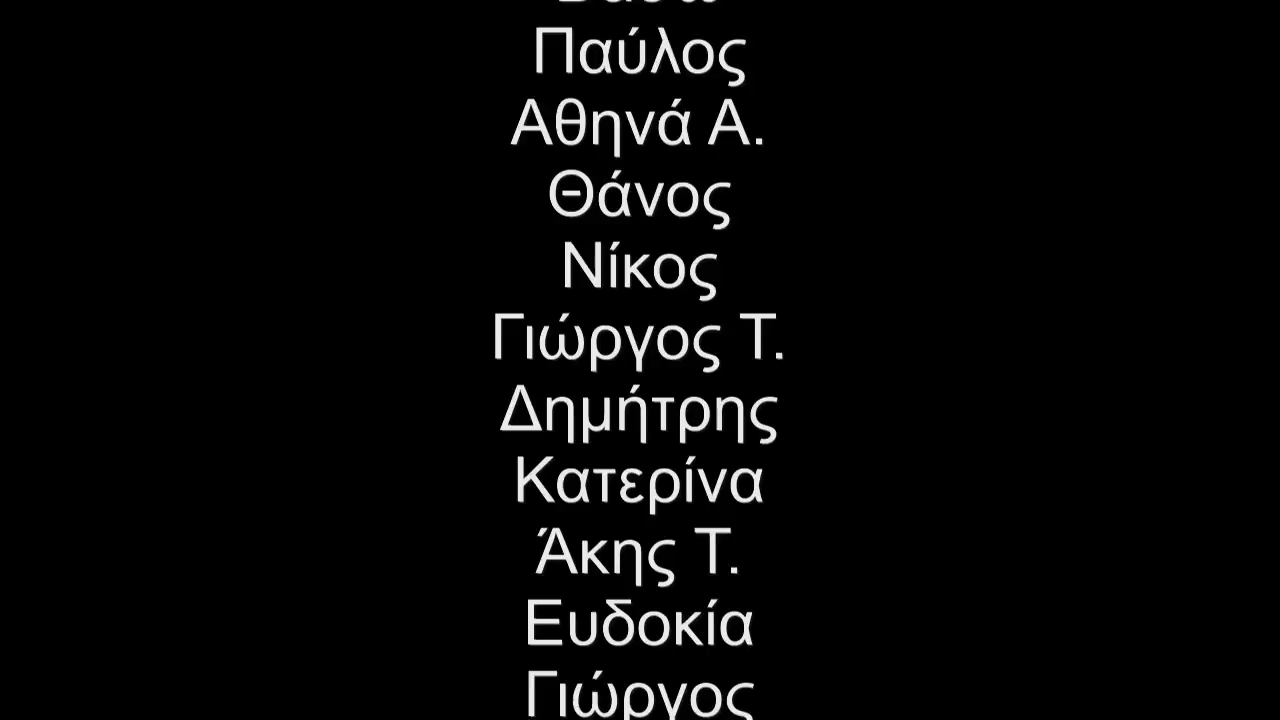 Παύλος
Αθηνά Α.
Θάνος
Νίκος
Γιώργος Τ.
Δημήτρης
Κατερίνα
Άκης Τ.
Ευδοκία
Γιώργος